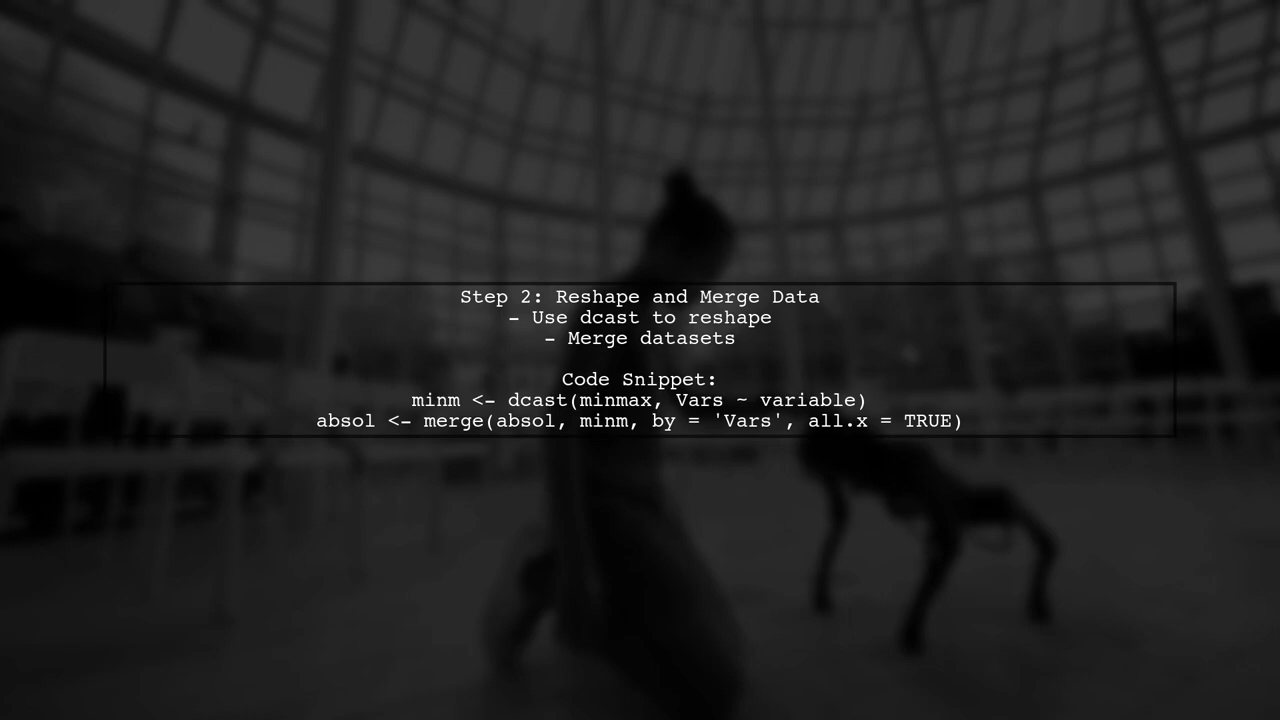 Step 2: Reshape and Merge Data
- Use dcast to reshape
- Merge datasets
Code Snippet:
minm <- dcast(minmax, Vars ~ variable)
absol <- merge(absol, minm, by = 'Vars', all.x = TRUE)